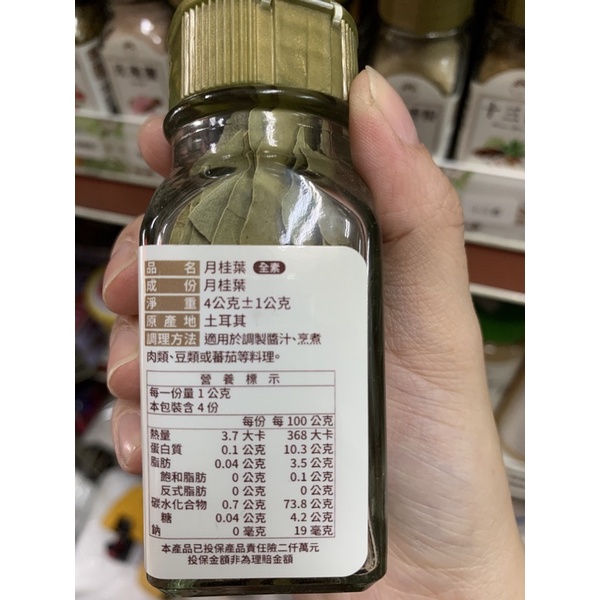 品名 月桂葉 全素
成份 月桂葉
淨重 4公克±1公克
原產地 土耳其
調理方法 適用於調製醬汁、烹煮
肉類、豆類或蕃茄等料理。
營養標示
每一份量 1 公克
本包裝含 4 份
每份 每 100 公克
熱量 3.7 大卡 368 大卡
蛋白質 0.1 公克 10.3 公克
脂肪 0.04 公克 3.5 公克
飽和脂肪 0 公克 0.1 公克
反式脂肪 0 公克 0 公克
碳水化合物 0.7 公克 73.8 公克
糖 0.04 公克 4.2 公克
鈉 0 毫克 19 毫克
本產品已投保產品責任險二仟萬元
投保金額非為理賠金額
十三